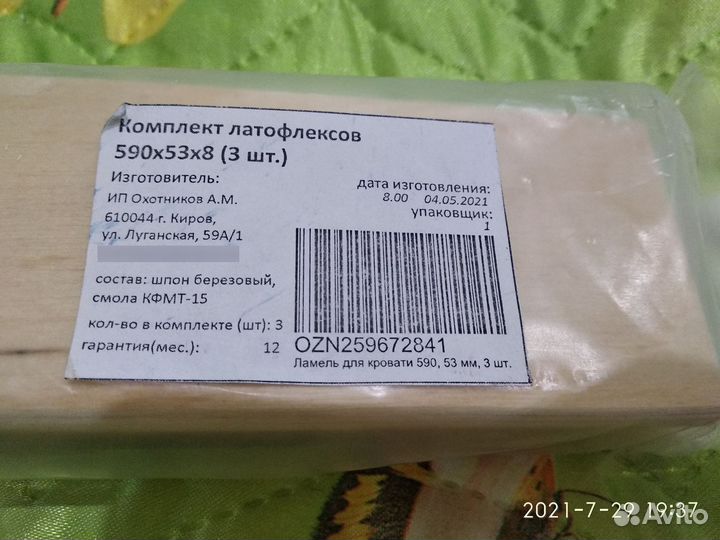 Комплект латофлексов
590х53х8 (3 шт.)
Изготовитель:
ИП Охотников А.М.
610044 г. Киров,
ул. Луганская, 59А/1
дата изготовления:
8.00 04.05.2021
упаковщик:
1
состав: шпон березовый,
смола КФМТ-15
кол-во в комплекте (шт): 3
гарантия(мес.): 12
OZN259672841
Ламель для кровати 590, 53 мм, 3 шт.
2021-7-29 19:37
Avito